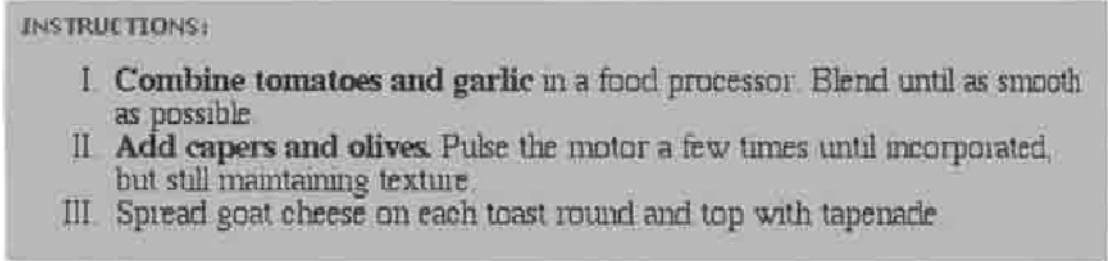 INSTRUCTIONS:
I. Combine tomatoes and garlic in a food processor. Blend until as smooth
as possible.
II. Add capers and olives. Pulse the motor a few times until incorporated,
but still maintaining texture.
III. Spread goat cheese on each toast round and top with tapenade.